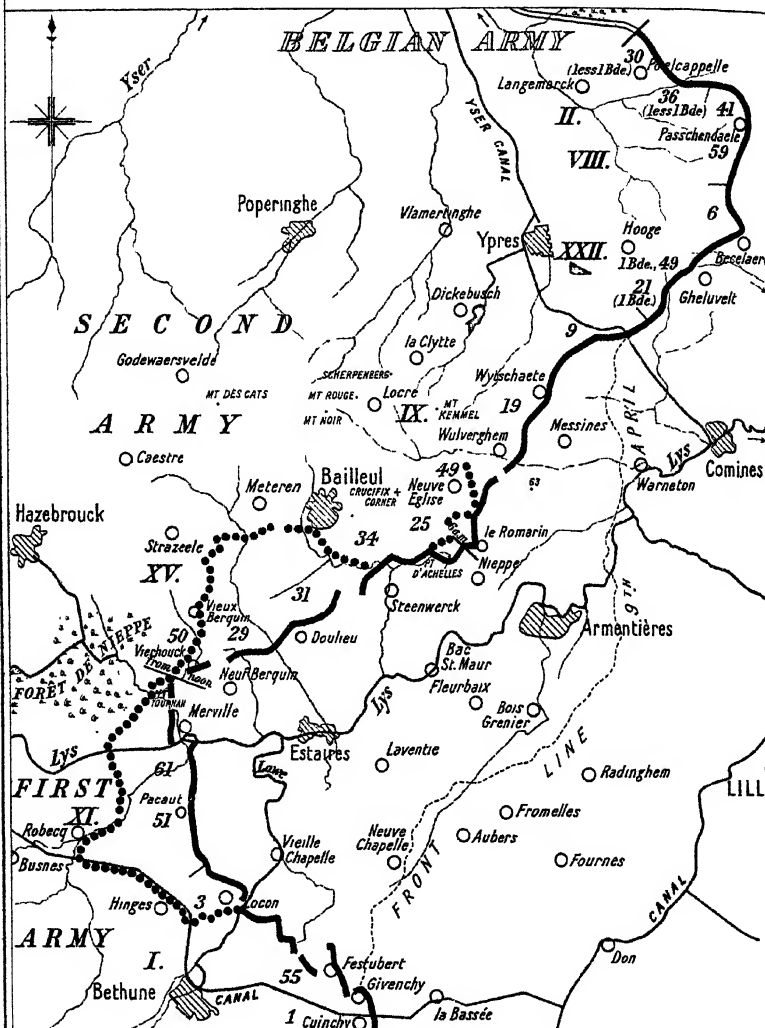 BELGIAN ARMY
Yser
30
(less 1 Bde.)
Poelcappelle
Langemarck
36
(less 1 Bde)
41
II.
Passchendaele
59
YSER CANAL
VIII.
Poperinghe
Vlamertinghe
6
Ypres
Hooge
XXII.
1 Bde., 49
Becelaer
21
(1 Bde.)
Gheluvelt
Dickebusch
9
SECOND
la Clytte
Godewaersvelde
SCHERPENBERG
MT DES CATS
MT ROUGE
Locre
Wytschaete
MT NOIR
IX.
MT KEMMEL
19
ARMY
Messines
Wulverghem
APRIL
Lys
Comines
Caestre
Warneton
Meteren
Bailleul
CRUCIFIX +
CORNER
49
Neuve
Eglise
63
Hazebrouck
25
Strazeele
34
le Romarin
XV.
PT
D'ACHELLES
Nieppe
31
Steenwerck
9TH
Vieux
Berquin
Armentières
50
29
Doulieu
FORÊT DE NIEPPE
Vierhouck
from noon
Bac
St. Maur
Neuf Berquin
Fleurbaix
TOURNAN
Lys
Bois
Grenier
Merville
Estaires
Lys
Laventie
LINE
61
Lawe
Radinghem
FIRST
LILL
Pacaut
XI.
51
Fromelles
Robecq
Neuve
Chapelle
Aubers
Vieille
Chapelle
Fournes
Busnes
FRONT
3
Locon
Hinges
CANAL
ARMY
I.
Don
55
Festubert
Givenchy
Bethune
CANAL
la Bassée
1
Cuinchy